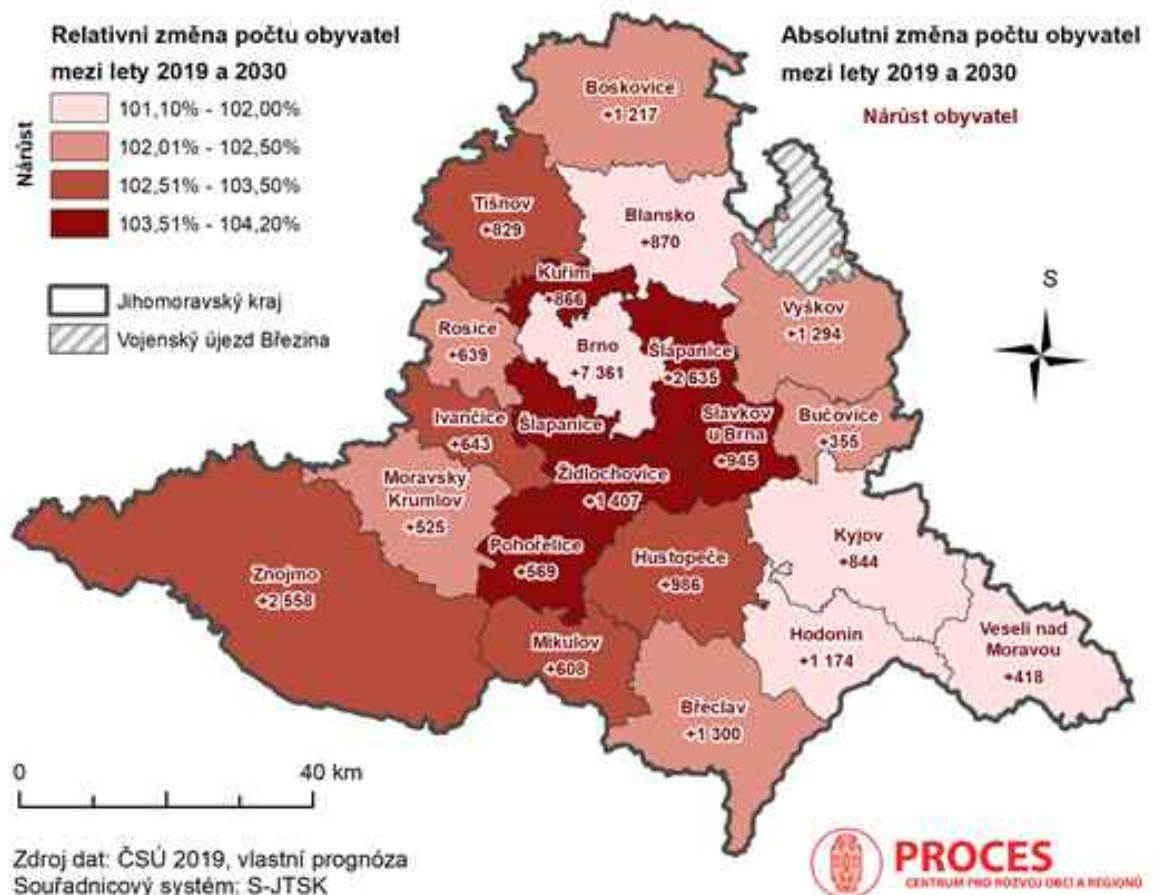 Relativní změna počtu obyvatel
mezi lety 2019 a 2030
Nárůst
101,10% - 102,00%
102,01% - 102,50%
102,51% - 103,50%
103,51% - 104,20%
Jihomoravský kraj
Vojenský újezd Březina
Absolutní změna počtu obyvatel
mezi lety 2019 a 2030
Nárůst obyvatel
S
Boskovice
+1 217
Tišnov
+829
Blansko
+870
Kuřim
+866
Vyškov
+1 294
Rosice
+639
Brno
+7 361
Šlapanice
+2 635
Ivančice
+643
Šlapanice
Slavkov
u Brna
+945
Bučovice
+355
Moravský
Krumlov
+525
Židlochovice
+1 407
Pohořelice
+569
Hustopeče
+986
Kyjov
+844
Znojmo
+2 558
Mikulov
+608
Hodonín
+1 174
Veselí nad
Moravou
+418
Břeclav
+1 300
0 40 km
Zdroj dat: ČSÚ 2019, vlastní prognóza
Souřadnicový systém: S-JTSK
PROCES
CENTRUM PRO ROZVOJ OBCÍ A REGIONŮ